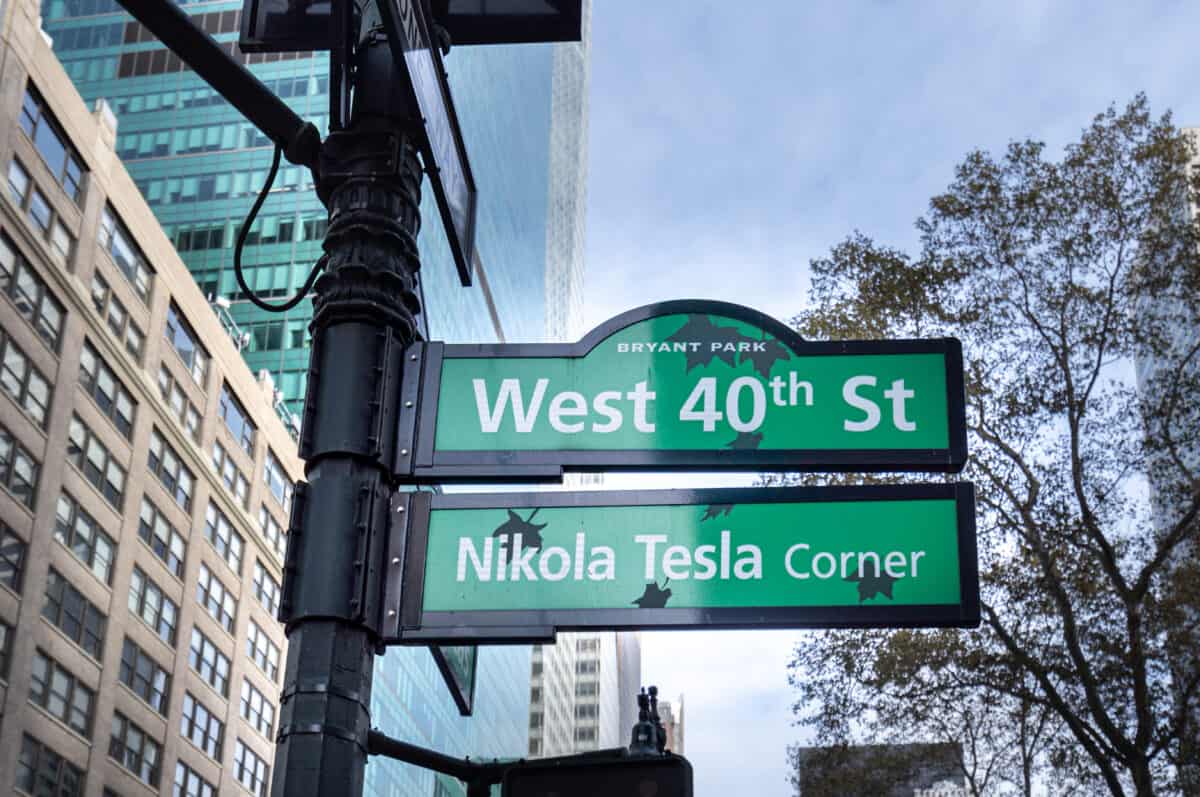 BRYANT PARK
West 40th St
Nikola Tesla Corner